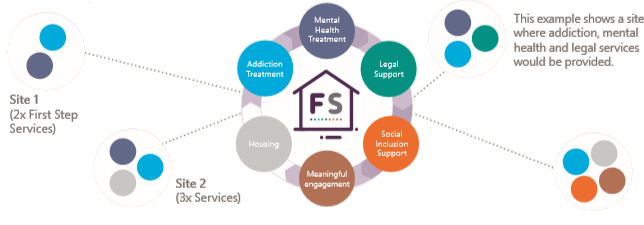 Mental
Health
Treatment
Addiction
Treatment
Legal
Support
FS
Housing
Social
Inclusion
Support
Meaningful
engagement
Site 1
(2x First Step
Services)
Site 2
(3x Services)
This example shows a site
where addiction, mental
health and legal services
would be provided.